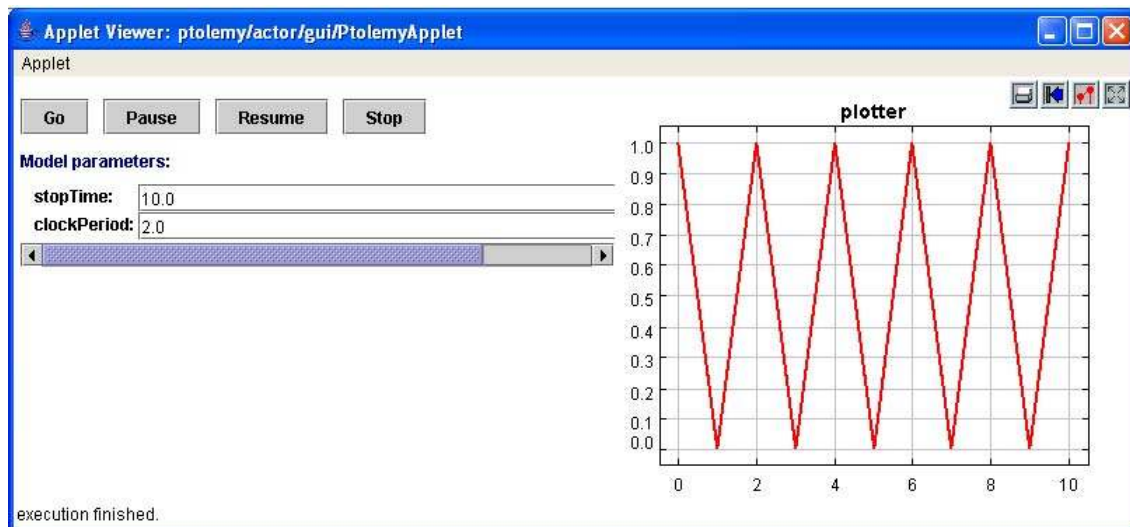 Applet Viewer: ptolemy/actor/gui/PtolemyApplet
Applet
Go Pause Resume Stop
Model parameters:
stopTime: 10.0
clockPeriod: 2.0
plotter
1.0
0.9
0.8
0.7
0.6
0.5
0.4
0.3
0.2
0.1
0.0
0 2 4 6 8 10
execution finished.